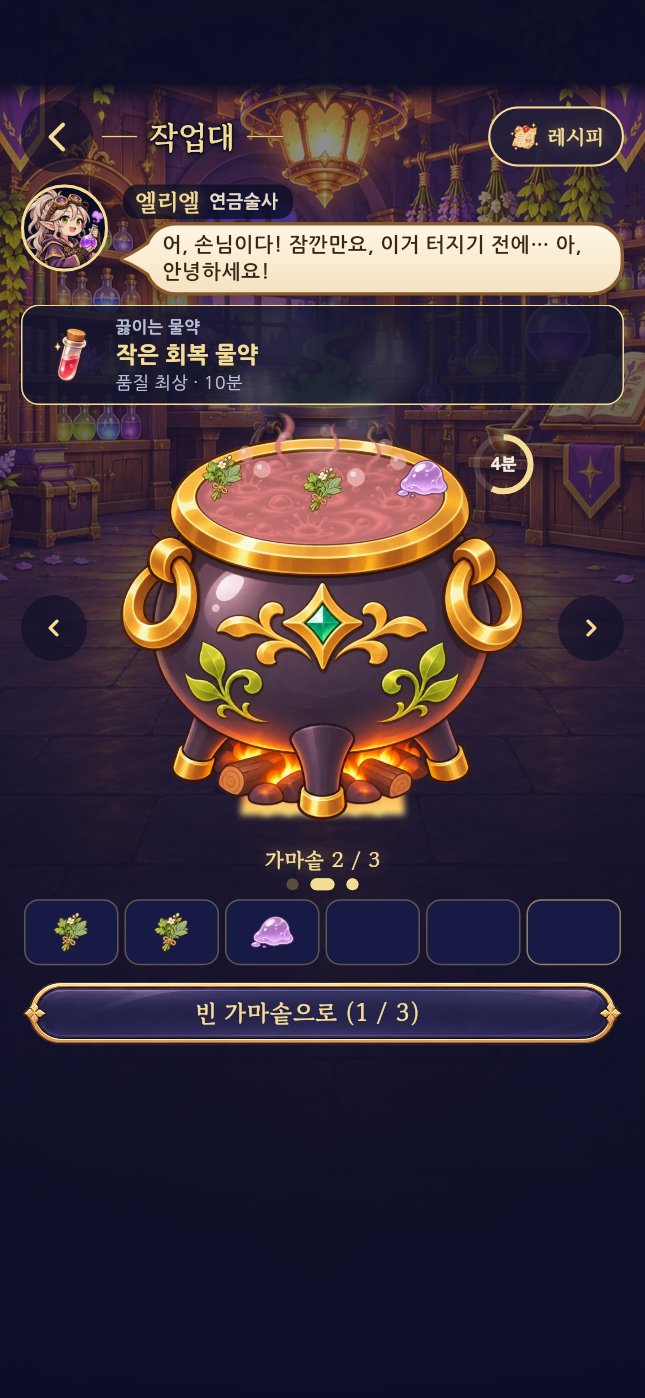 작업대
레시피
엘리엘 연금술사
어, 손님이다! 잠깐만요, 이거 터지기 전에… 아,
안녕하세요!
끓이는 물약
작은 회복 물약
품질 최상 · 10분
4분
가마솥 2 / 3
빈 가마솥으로 (1 / 3)